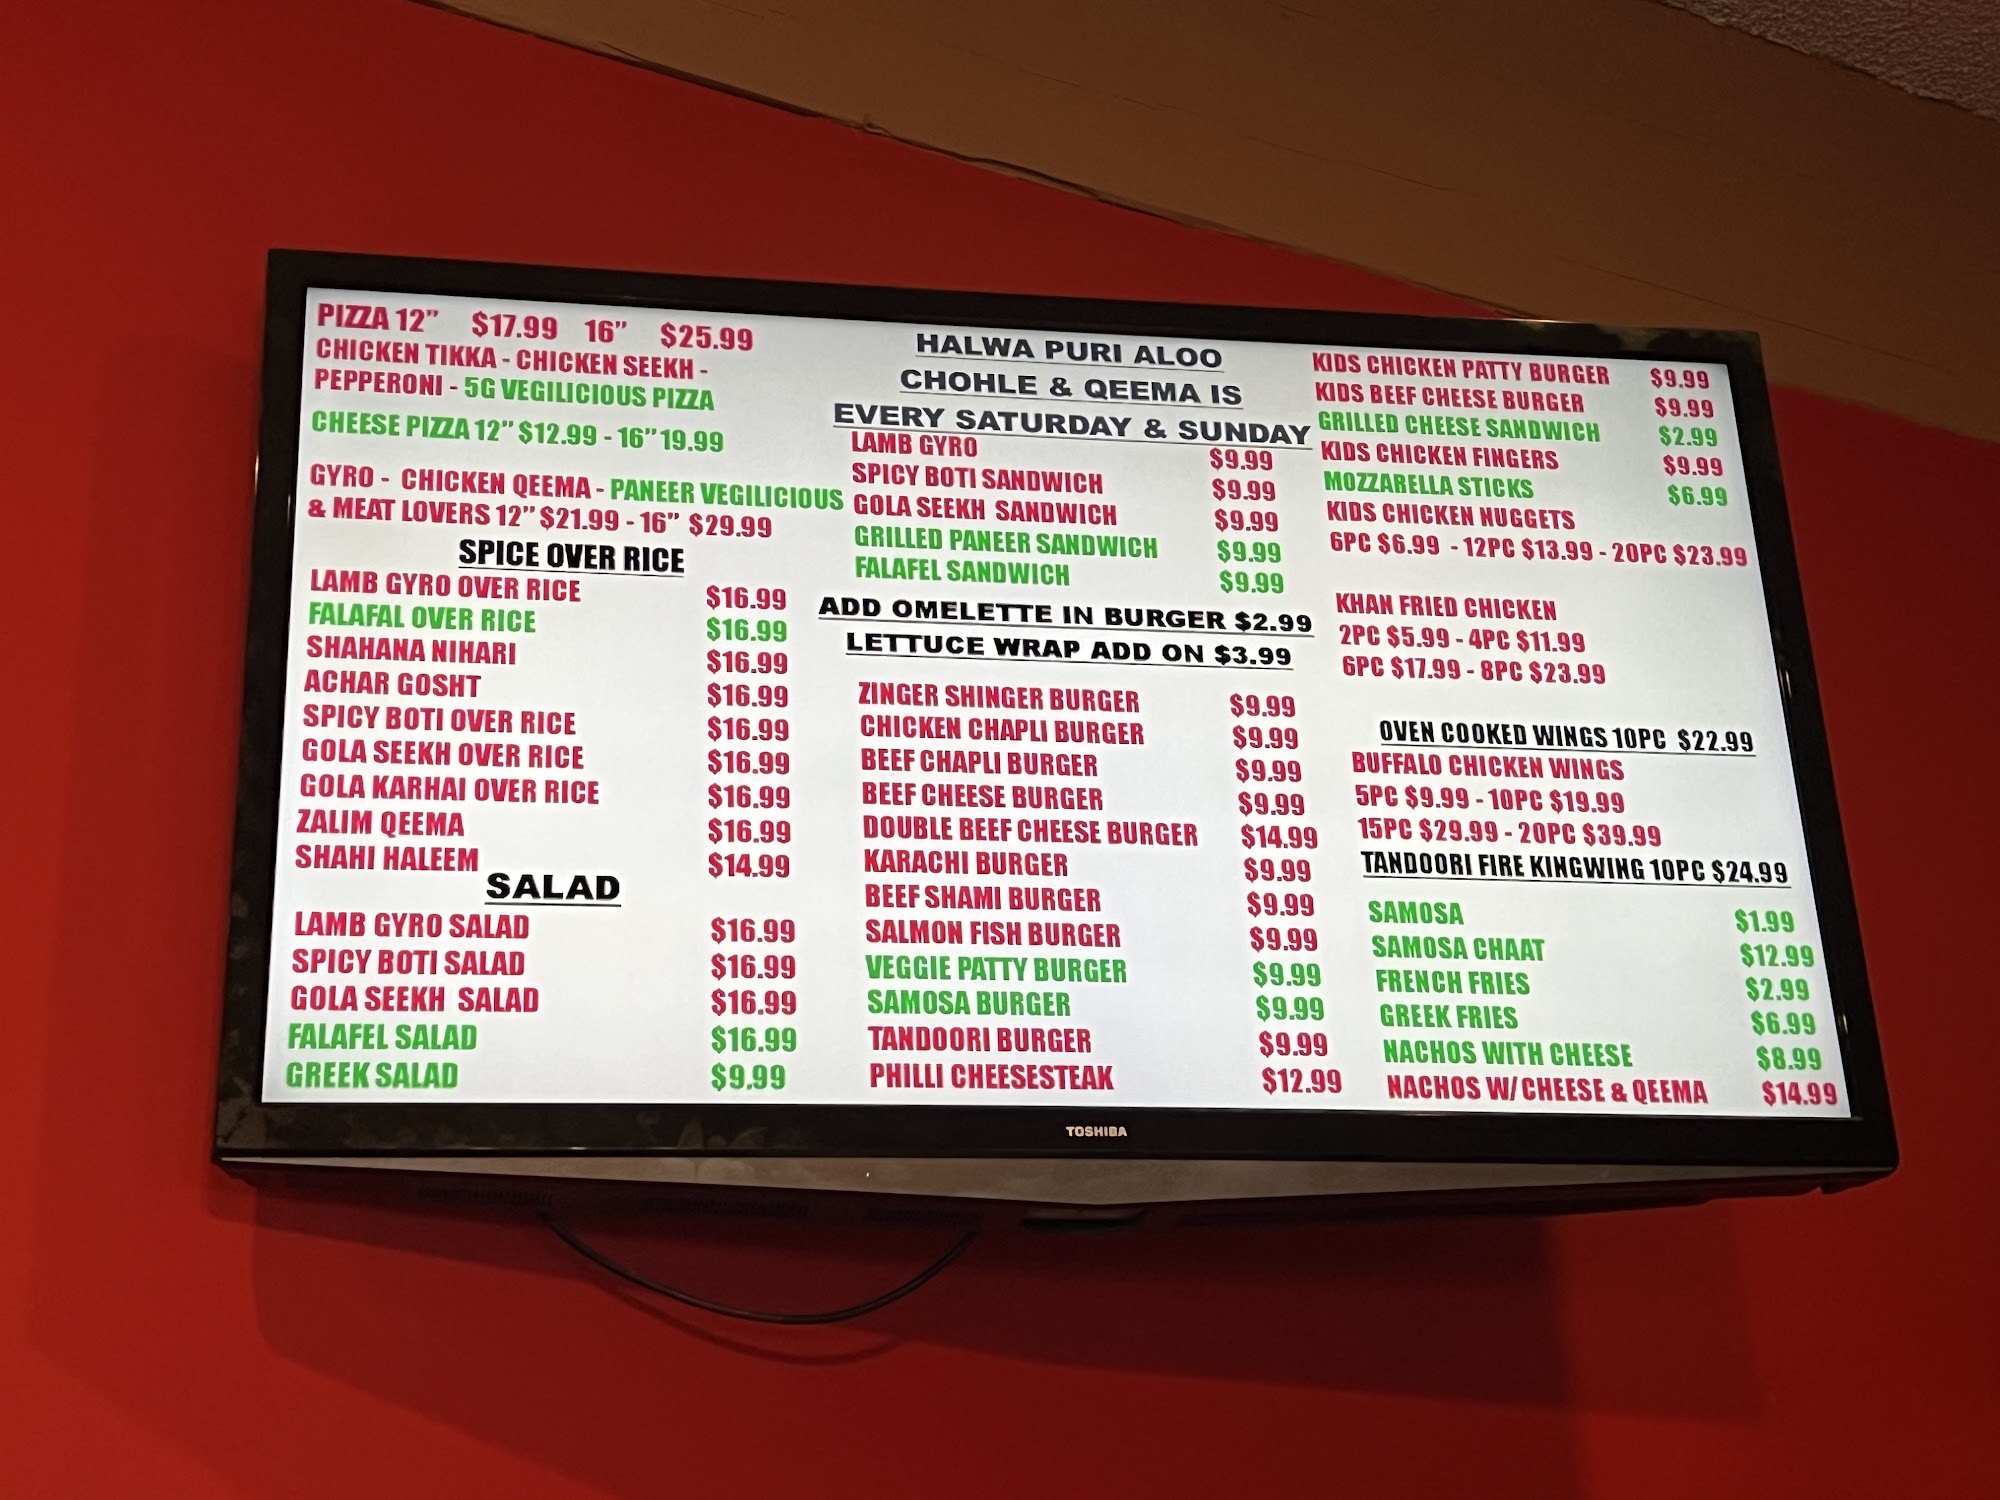 PIZZA 12” $17.99 16” $25.99
CHICKEN TIKKA - CHICKEN SEEKH -
PEPPERONI - 5G VEGILICIOUS PIZZA
CHEESE PIZZA 12” $12.99 - 16” 19.99
GYRO - CHICKEN QEEMA - PANEER VEGILICIOUS
& MEAT LOVERS 12” $21.99 - 16” $29.99
SPICE OVER RICE
LAMB GYRO OVER RICE $16.99
FALAFAL OVER RICE $16.99
SHAHANA NIHARI $16.99
ACHAR GOSHT $16.99
SPICY BOTI OVER RICE $16.99
GOLA SEEKH OVER RICE $16.99
GOLA KARHAI OVER RICE $16.99
ZALIM QEEMA $16.99
SHAHI HALEEM $14.99
SALAD
LAMB GYRO SALAD $16.99
SPICY BOTI SALAD $16.99
GOLA SEEKH SALAD $16.99
FALAFEL SALAD $16.99
GREEK SALAD $9.99
HALWA PURI ALOO
CHOHLE & QEEMA IS
EVERY SATURDAY & SUNDAY
LAMB GYRO $9.99
SPICY BOTI SANDWICH $9.99
GOLA SEEKH SANDWICH $9.99
GRILLED PANEER SANDWICH $9.99
FALAFEL SANDWICH $9.99
ADD OMELETTE IN BURGER $2.99
LETTUCE WRAP ADD ON $3.99
ZINGER SHINGER BURGER $9.99
CHICKEN CHAPLI BURGER $9.99
BEEF CHAPLI BURGER $9.99
BEEF CHEESE BURGER $9.99
DOUBLE BEEF CHEESE BURGER $14.99
KARACHI BURGER $9.99
BEEF SHAMI BURGER $9.99
SALMON FISH BURGER $9.99
VEGGIE PATTY BURGER $9.99
SAMOSA BURGER $9.99
TANDOORI BURGER $9.99
PHILLI CHEESESTEAK $12.99
KIDS CHICKEN PATTY BURGER $9.99
KIDS BEEF CHEESE BURGER $9.99
GRILLED CHEESE SANDWICH $2.99
KIDS CHICKEN FINGERS $9.99
MOZZARELLA STICKS $6.99
KIDS CHICKEN NUGGETS
6PC $6.99 - 12PC $13.99 - 20PC $23.99
KHAN FRIED CHICKEN
2PC $5.99 - 4PC $11.99
6PC $17.99 - 8PC $23.99
OVEN COOKED WINGS 10PC $22.99
BUFFALO CHICKEN WINGS
5PC $9.99 - 10PC $19.99
15PC $29.99 - 20PC $39.99
TANDOORI FIRE KINGWING 10PC $24.99
SAMOSA $1.99
SAMOSA CHAAT $12.99
FRENCH FRIES $2.99
GREEK FRIES $6.99
NACHOS WITH CHEESE $8.99
NACHOS W/ CHEESE & QEEMA $14.99
TOSHIBA